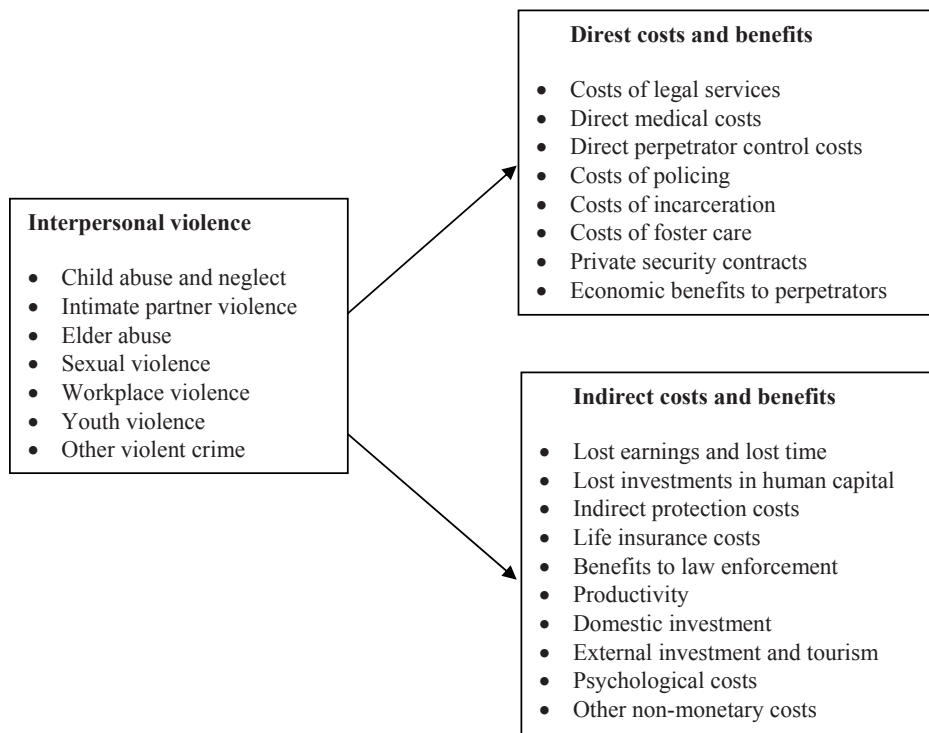 Interpersonal violence
• Child abuse and neglect
• Intimate partner violence
• Elder abuse
• Sexual violence
• Workplace violence
• Youth violence
• Other violent crime
Direst costs and benefits
• Costs of legal services
• Direct medical costs
• Direct perpetrator control costs
• Costs of policing
• Costs of incarceration
• Costs of foster care
• Private security contracts
• Economic benefits to perpetrators
Indirect costs and benefits
• Lost earnings and lost time
• Lost investments in human capital
• Indirect protection costs
• Life insurance costs
• Benefits to law enforcement
• Productivity
• Domestic investment
• External investment and tourism
• Psychological costs
• Other non-monetary costs